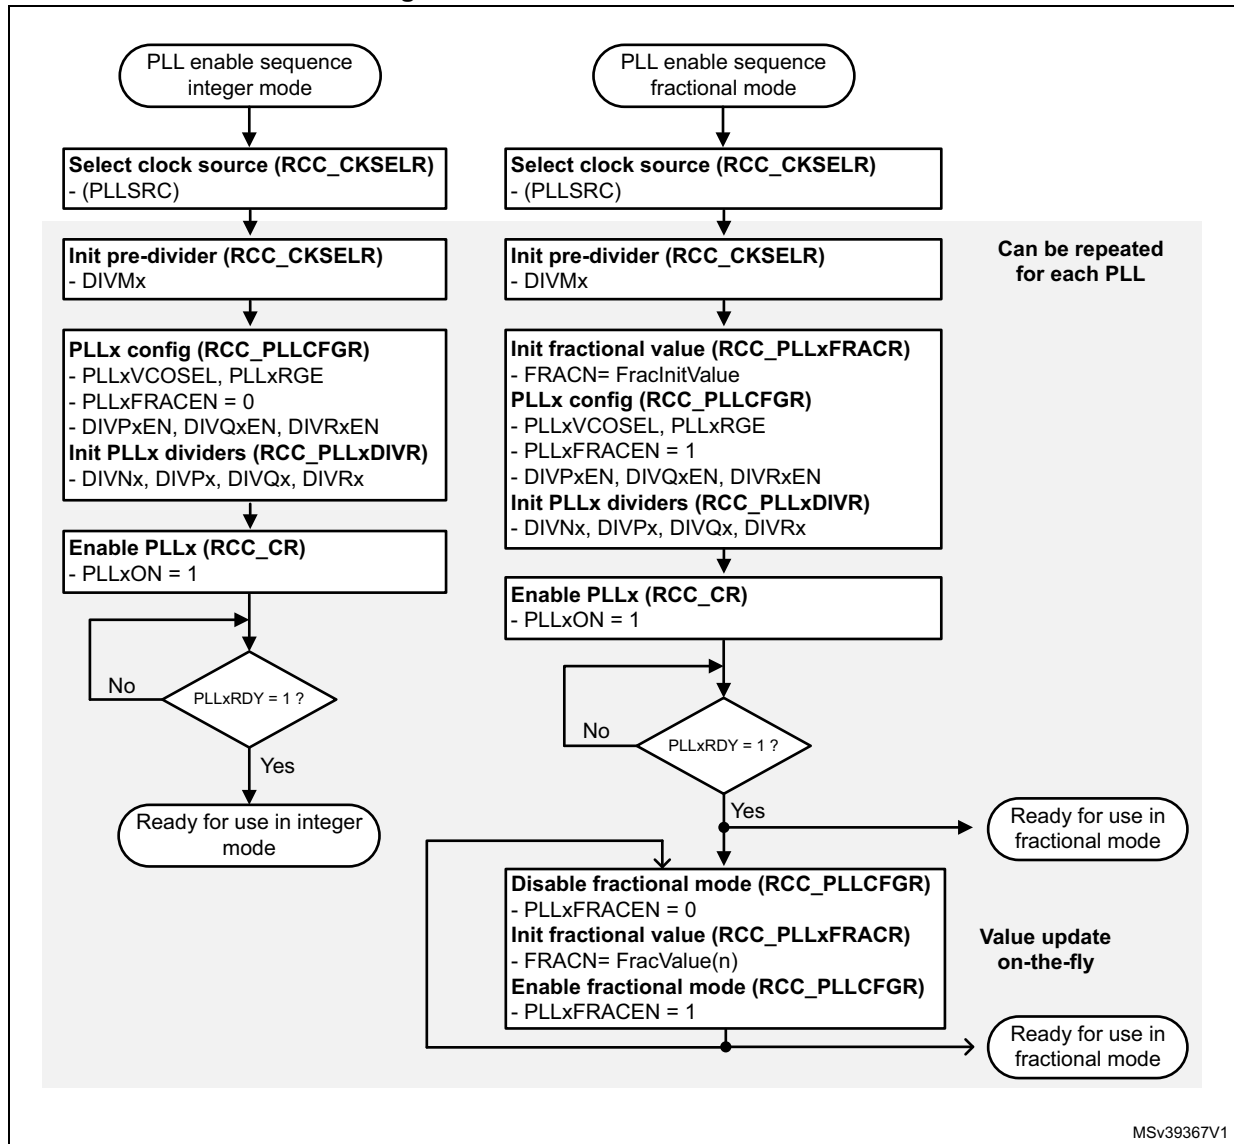 PLL enable sequence
integer mode
Select clock source (RCC_CKSELR)
- (PLLSRC)
Init pre-divider (RCC_CKSELR)
- DIVMx
PLLx config (RCC_PLLCFGR)
- PLLxVCOSEL, PLLxRGE
- PLLxFRACEN = 0
- DIVPxEN, DIVQxEN, DIVRxEN
Init PLLx dividers (RCC_PLLxDIVR)
- DIVNx, DIVPx, DIVQx, DIVRx
Enable PLLx (RCC_CR)
- PLLxON = 1
No
PLLxRDY = 1 ?
Yes
Ready for use in integer
mode
PLL enable sequence
fractional mode
Select clock source (RCC_CKSELR)
- (PLLSRC)
Init pre-divider (RCC_CKSELR)
- DIVMx
Can be repeated
for each PLL
Init fractional value (RCC_PLLxFRACR)
- FRACN= FracInitValue
PLLx config (RCC_PLLCFGR)
- PLLxVCOSEL, PLLxRGE
- PLLxFRACEN = 1
- DIVPxEN, DIVQxEN, DIVRxEN
Init PLLx dividers (RCC_PLLxDIVR)
- DIVNx, DIVPx, DIVQx, DIVRx
Enable PLLx (RCC_CR)
- PLLxON = 1
No
PLLxRDY = 1 ?
Yes
Ready for use in
fractional mode
Disable fractional mode (RCC_PLLCFGR)
- PLLxFRACEN = 0
Init fractional value (RCC_PLLxFRACR)
- FRACN= FracValue(n)
Enable fractional mode (RCC_PLLCFGR)
- PLLxFRACEN = 1
Value update
on-the-fly
Ready for use in
fractional mode
MSv39367V1